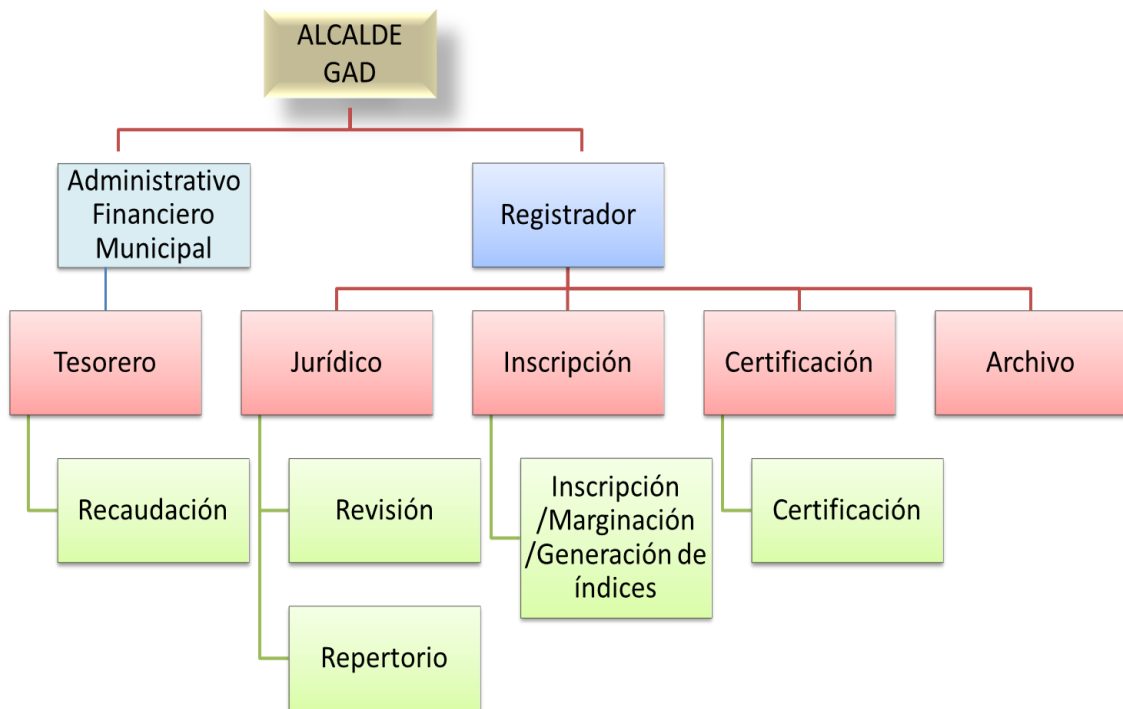 ALCALDE
GAD
Administrativo
Financiero
Municipal
Registrador
Tesorero
Jurídico
Inscripción
Certificación
Archivo
Recaudación
Revisión
Inscripción
/Marginación
/Generación de
índices
Certificación
Repertorio